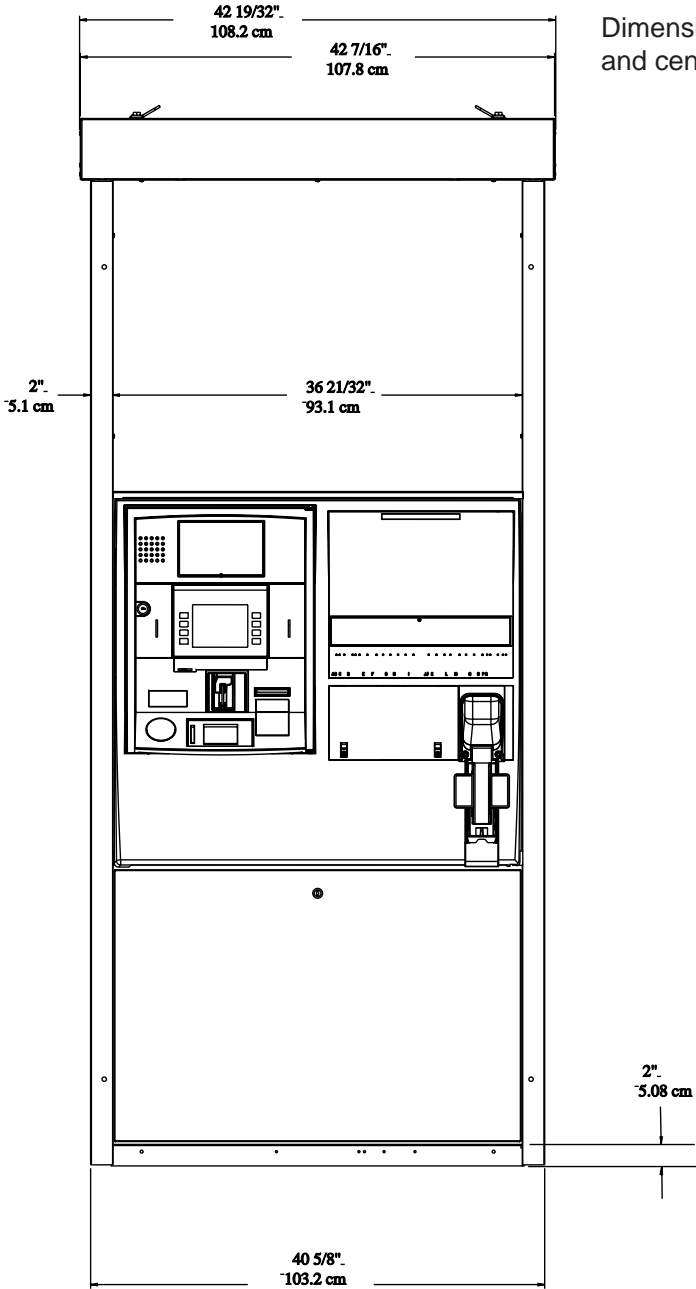 42 19/32"
108.2 cm
Dimensi
and cen
42 7/16"
107.8 cm
2"
5.1 cm
36 21/32"
93.1 cm
2"
5.08 cm
40 5/8"
103.2 cm